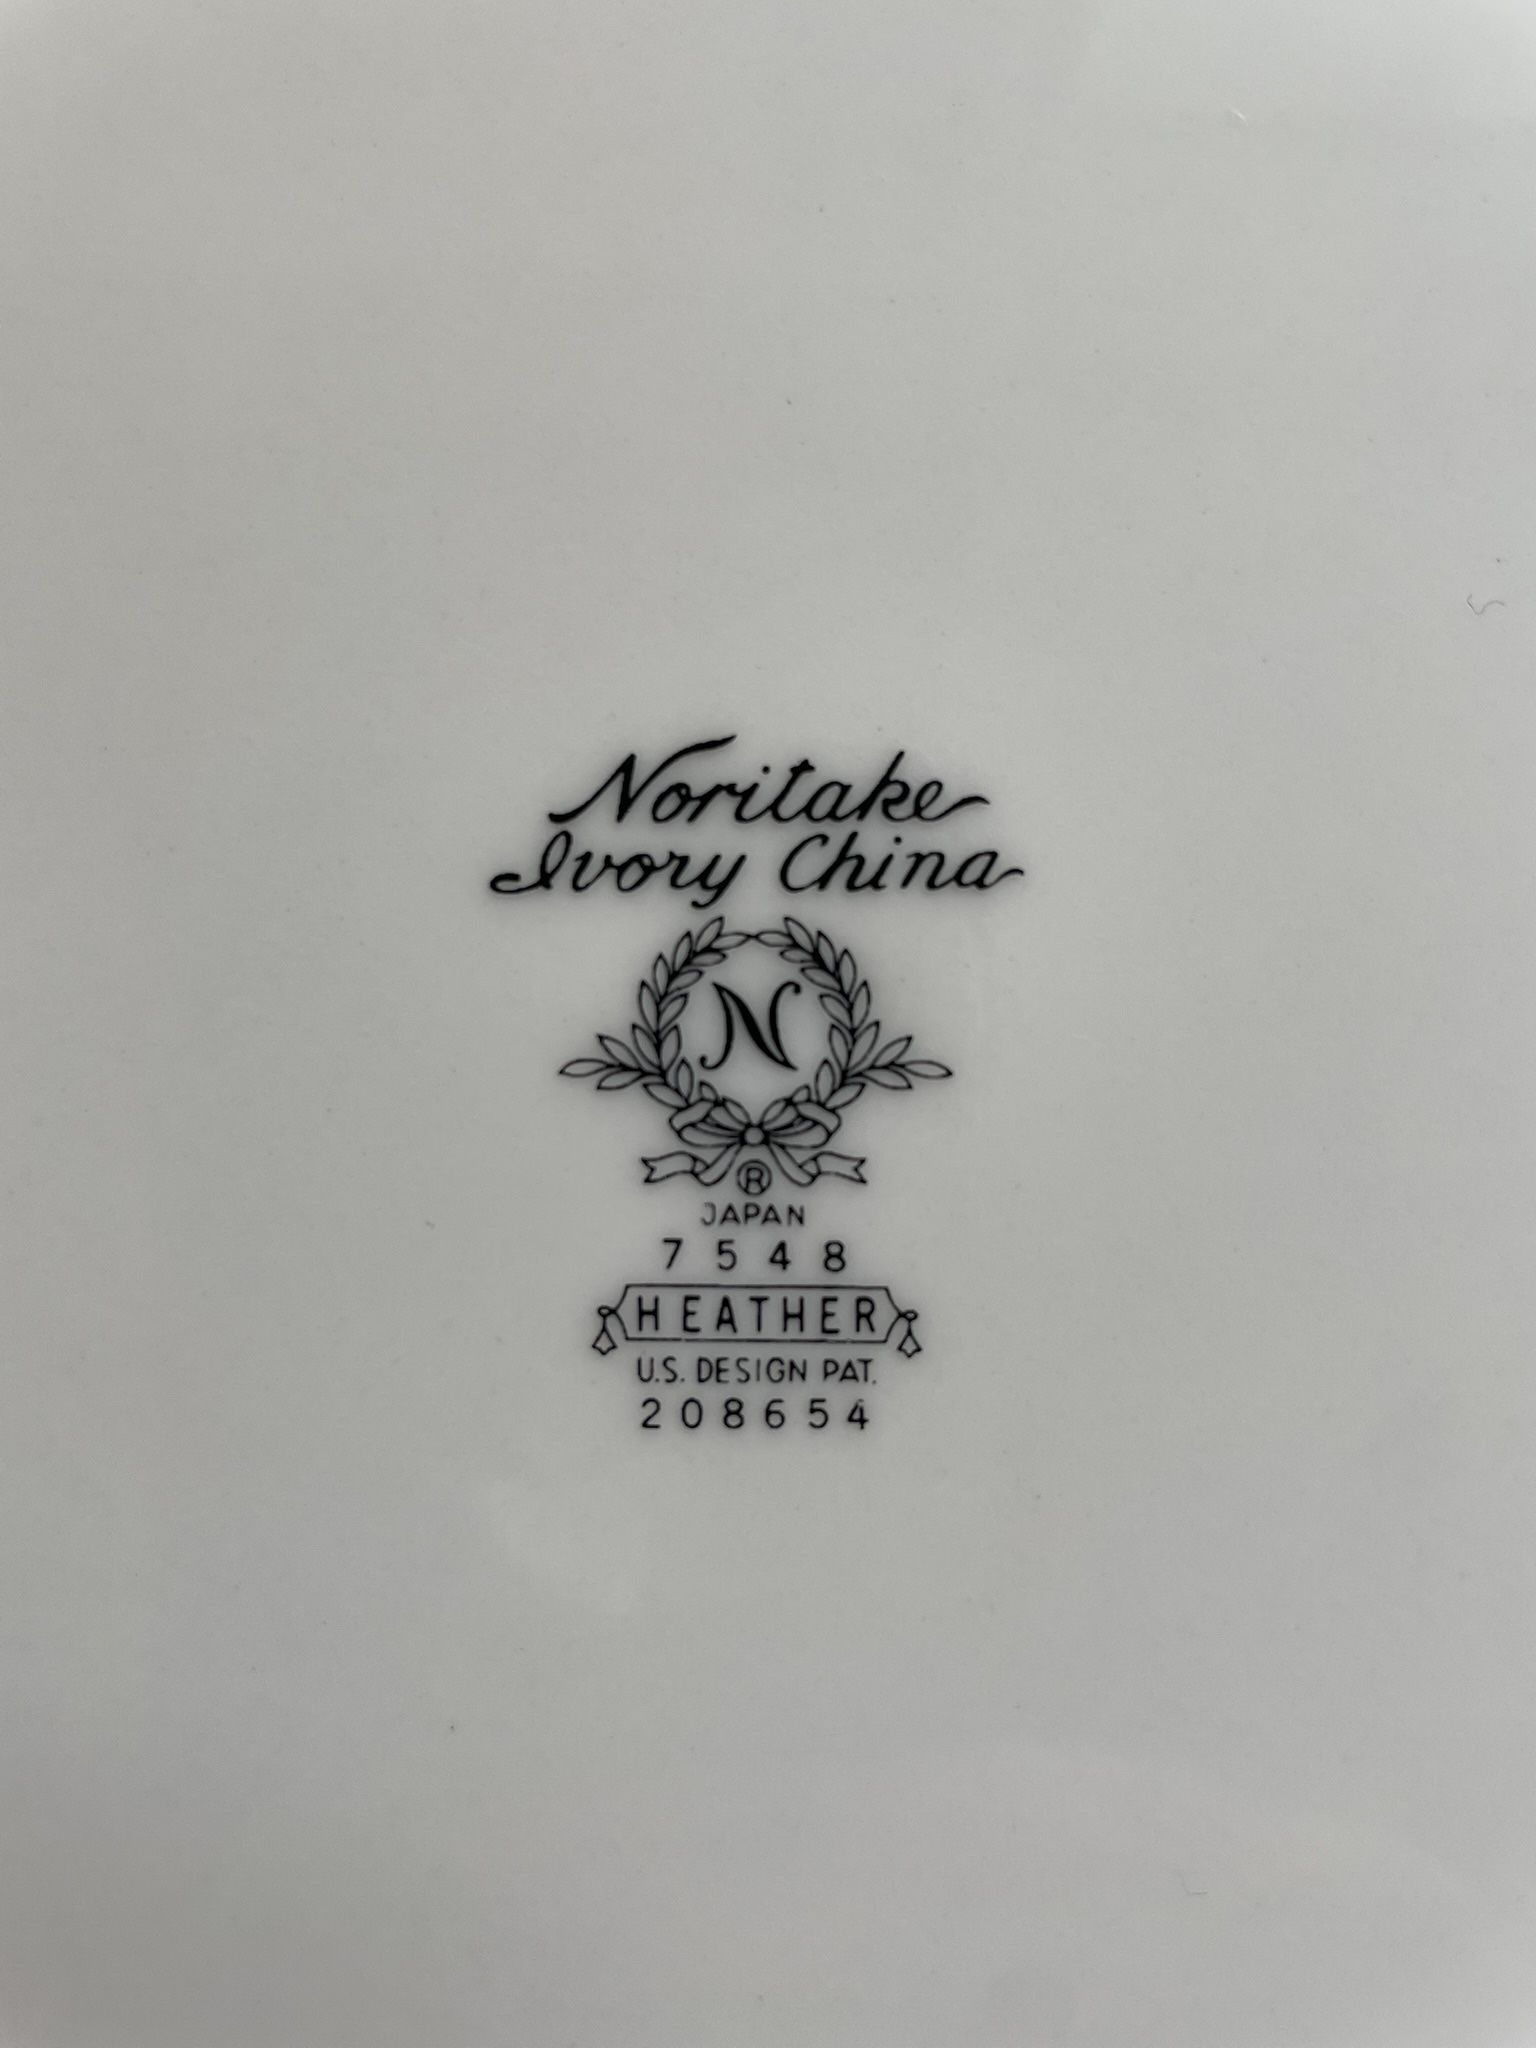 Noritake
Ivory China
N
®
JAPAN
7548
HEATHER
U.S. DESIGN PAT.
208654